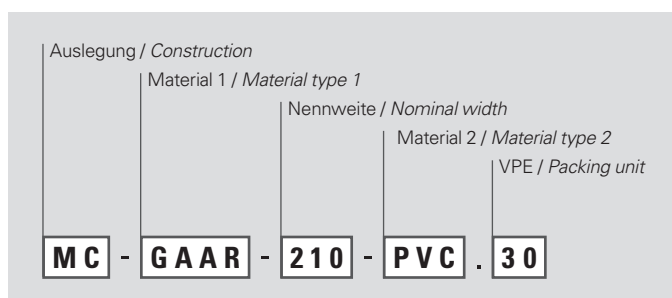 Auslegung / Construction
Material 1 / Material type 1
Nennweite / Nominal width
Material 2 / Material type 2
VPE / Packing unit
MC - GAAR - 210 - PVC . 30